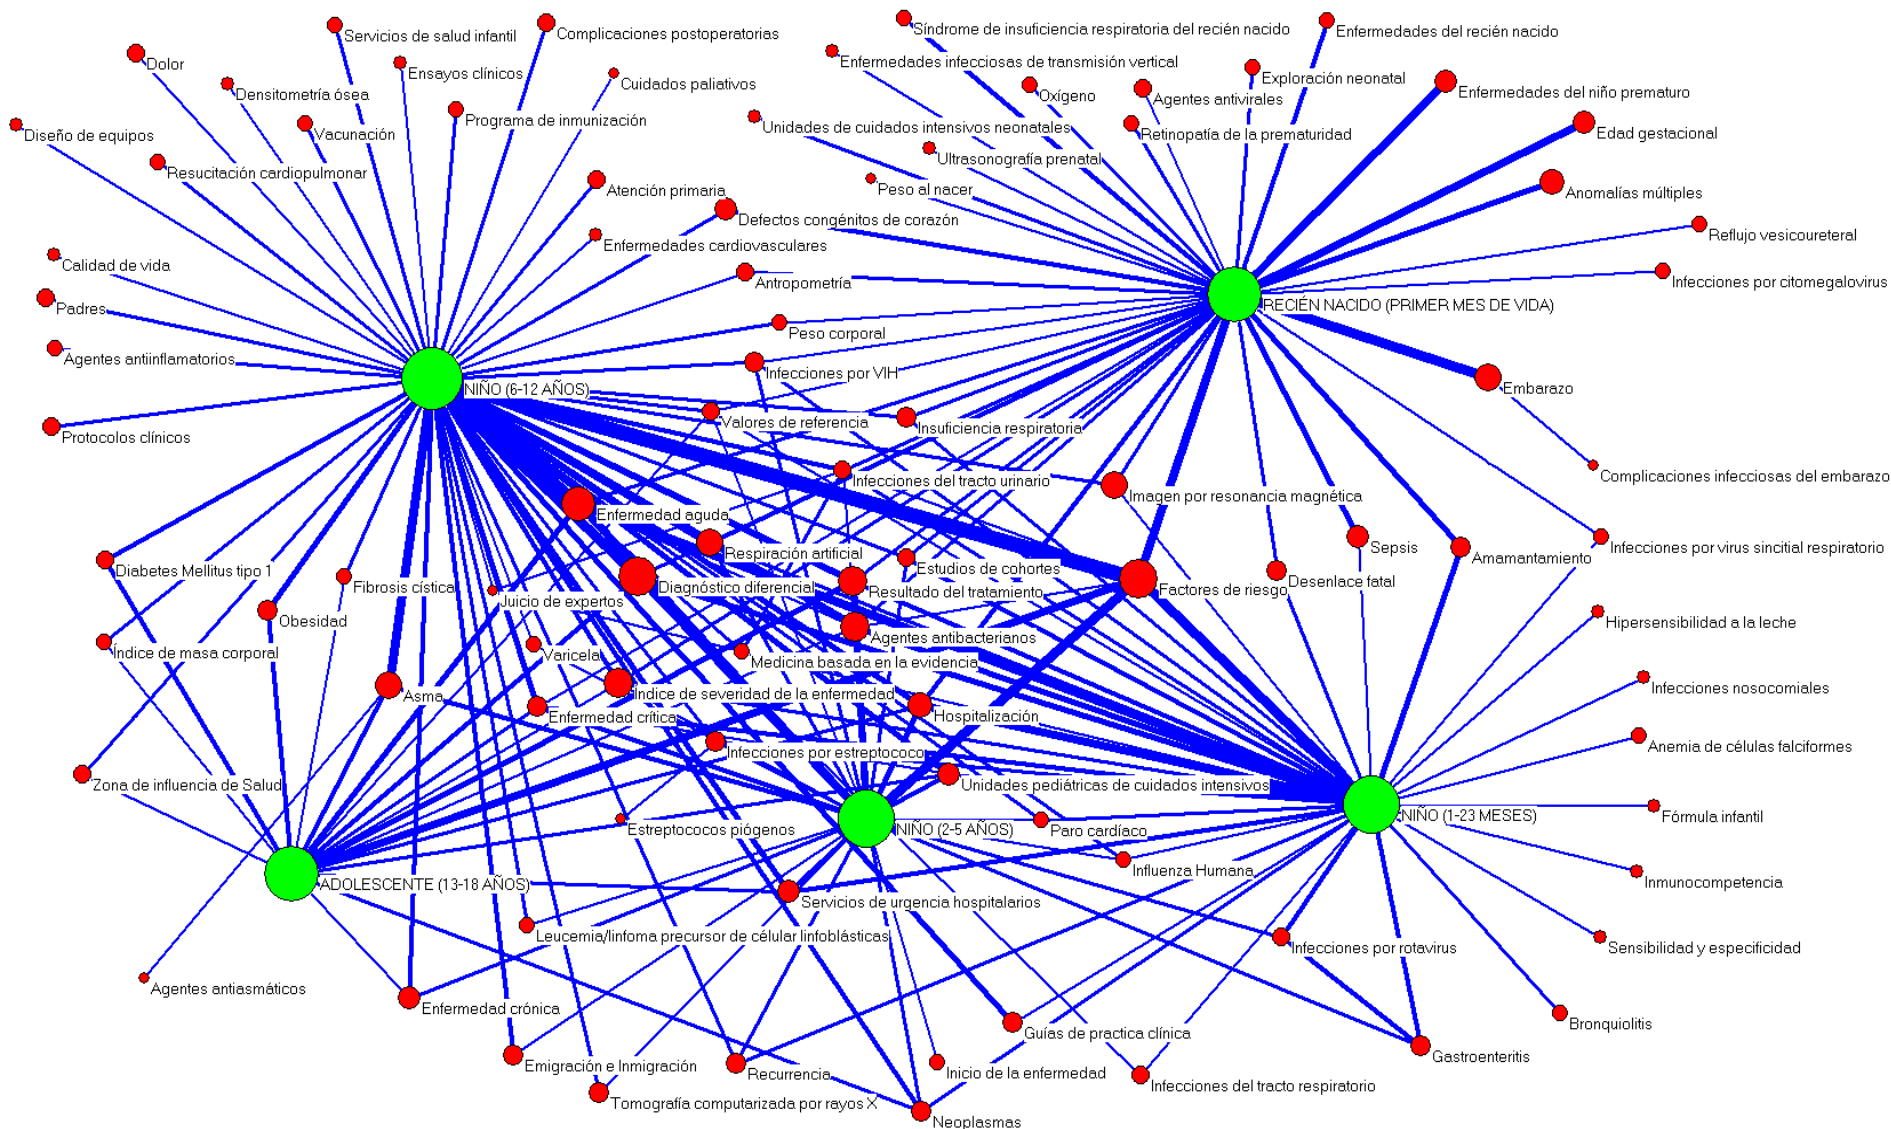 Servicios de salud infantil
Complicaciones postoperatorias
Síndrome de insuficiencia respiratoria del recién nacido
Enfermedades del recién nacido
Dolor
Ensayos clínicos
Cuidados paliativos
Enfermedades infecciosas de transmisión vertical
Exploración neonatal
Densitometría ósea
Oxígeno
Agentes antivirales
Enfermedades del niño prematuro
Diseño de equipos
Vacunación
Programa de inmunización
Unidades de cuidados intensivos neonatales
Retinopatía de la prematuridad
Edad gestacional
Resucitación cardiopulmonar
Ultrasonografía prenatal
Atención primaria
Peso al nacer
Anomalías múltiples
Defectos congénitos de corazón
Enfermedades cardiovasculares
Reflujo vesicoureteral
Calidad de vida
Antropometría
Infecciones por citomegalovirus
Padres
RECIÉN NACIDO (PRIMER MES DE VIDA)
Peso corporal
Agentes antiinflamatorios
Infecciones por VIH
NIÑO (6-12 AÑOS)
Embarazo
Valores de referencia
Insuficiencia respiratoria
Protocolos clínicos
Complicaciones infecciosas del embarazo
Infecciones del tracto urinario
Imagen por resonancia magnética
Enfermedad aguda
Respiración artificial
Sepsis
Amamantamiento
Infecciones por virus sincitial respiratorio
Diabetes Mellitus tipo 1
Fibrosis cística
Estudios de cohortes
Desenlace fatal
Diagnóstico diferencial
Resultado del tratamiento
Factores de riesgo
Juicio de expertos
Obesidad
Hipersensibilidad a la leche
Agentes antibacterianos
Índice de masa corporal
Varicela
Medicina basada en la evidencia
Asma
Índice de severidad de la enfermedad
Infecciones nosocomiales
Enfermedad crítica
Hospitalización
Infecciones por estreptococo
Anemia de células falciformes
Zona de influencia de Salud
Unidades pediátricas de cuidados intensivos
Estreptococos piógenos
NIÑO (2-5 AÑOS)
Paro cardíaco
NIÑO (1-23 MESES)
Fórmula infantil
Influenza Humana
ADOLESCENTE (13-18 AÑOS)
Inmunocompetencia
Servicios de urgencia hospitalarios
Leucemia/linfoma precursor de célular linfoblásticas
Infecciones por rotavirus
Sensibilidad y especificidad
Agentes antiasmáticos
Enfermedad crónica
Guías de practica clínica
Bronquiolitis
Gastroenteritis
Emigración e Inmigración
Recurrencia
Inicio de la enfermedad
Infecciones del tracto respiratorio
Tomografía computarizada por rayos X
Neoplasmas